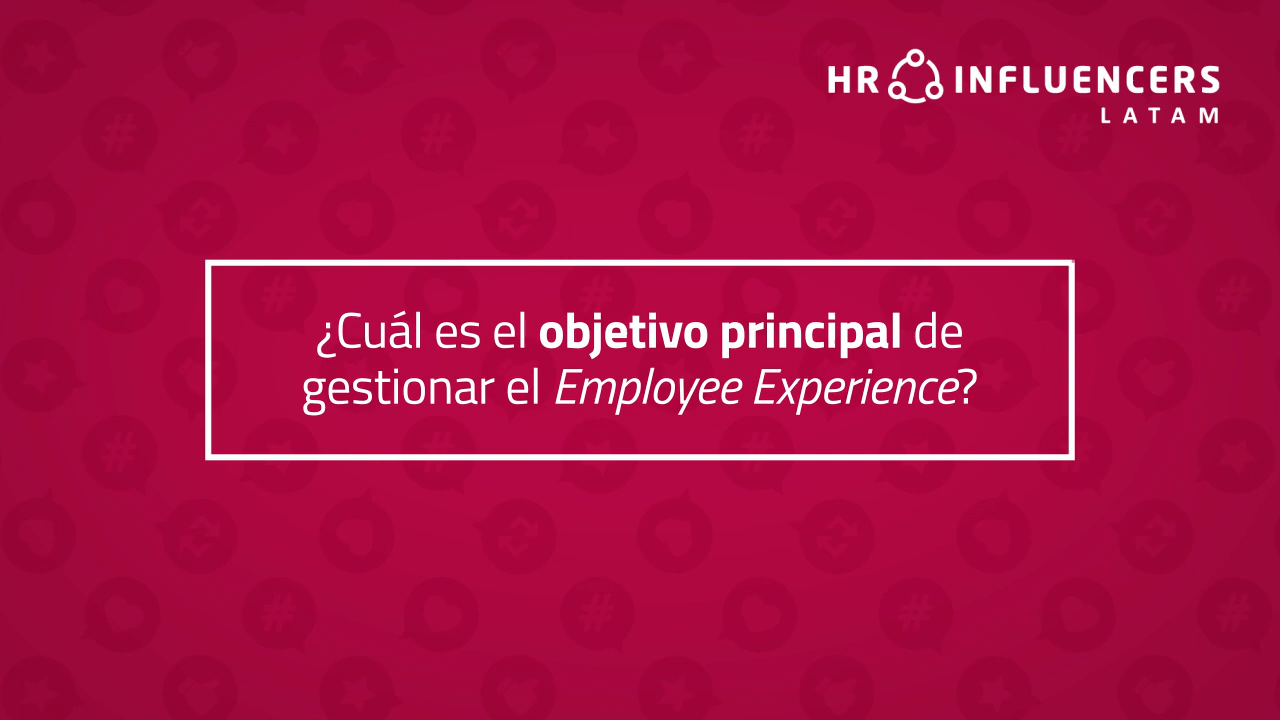 HR INFLUENCERS
LATAM
¿Cuál es el objetivo principal de
gestionar el Employee Experience?